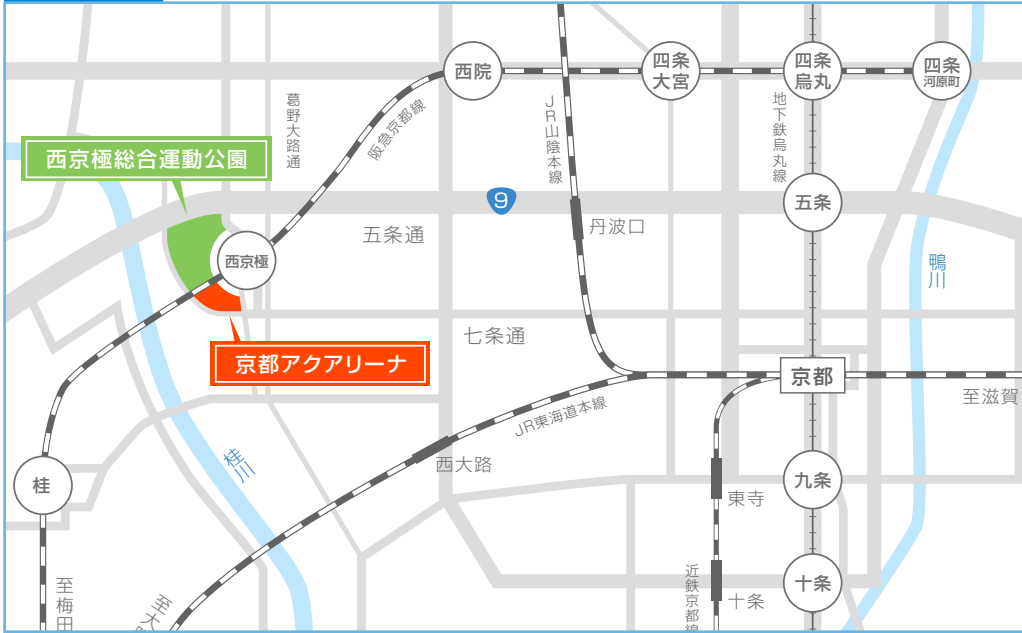 西院
四条
大宮
四条
烏丸
四条
河原町
葛野大路通
阪急京都線
JR山陰本線
地下鉄烏丸線
西京極総合運動公園
9
五条
五条通
丹波口
西京極
鴨川
七条通
京都アクアリーナ
京都
至滋賀
JR東海道本線
西大路
桂川
桂
九条
東寺
十条
十条
近鉄京都線
至梅田
至大